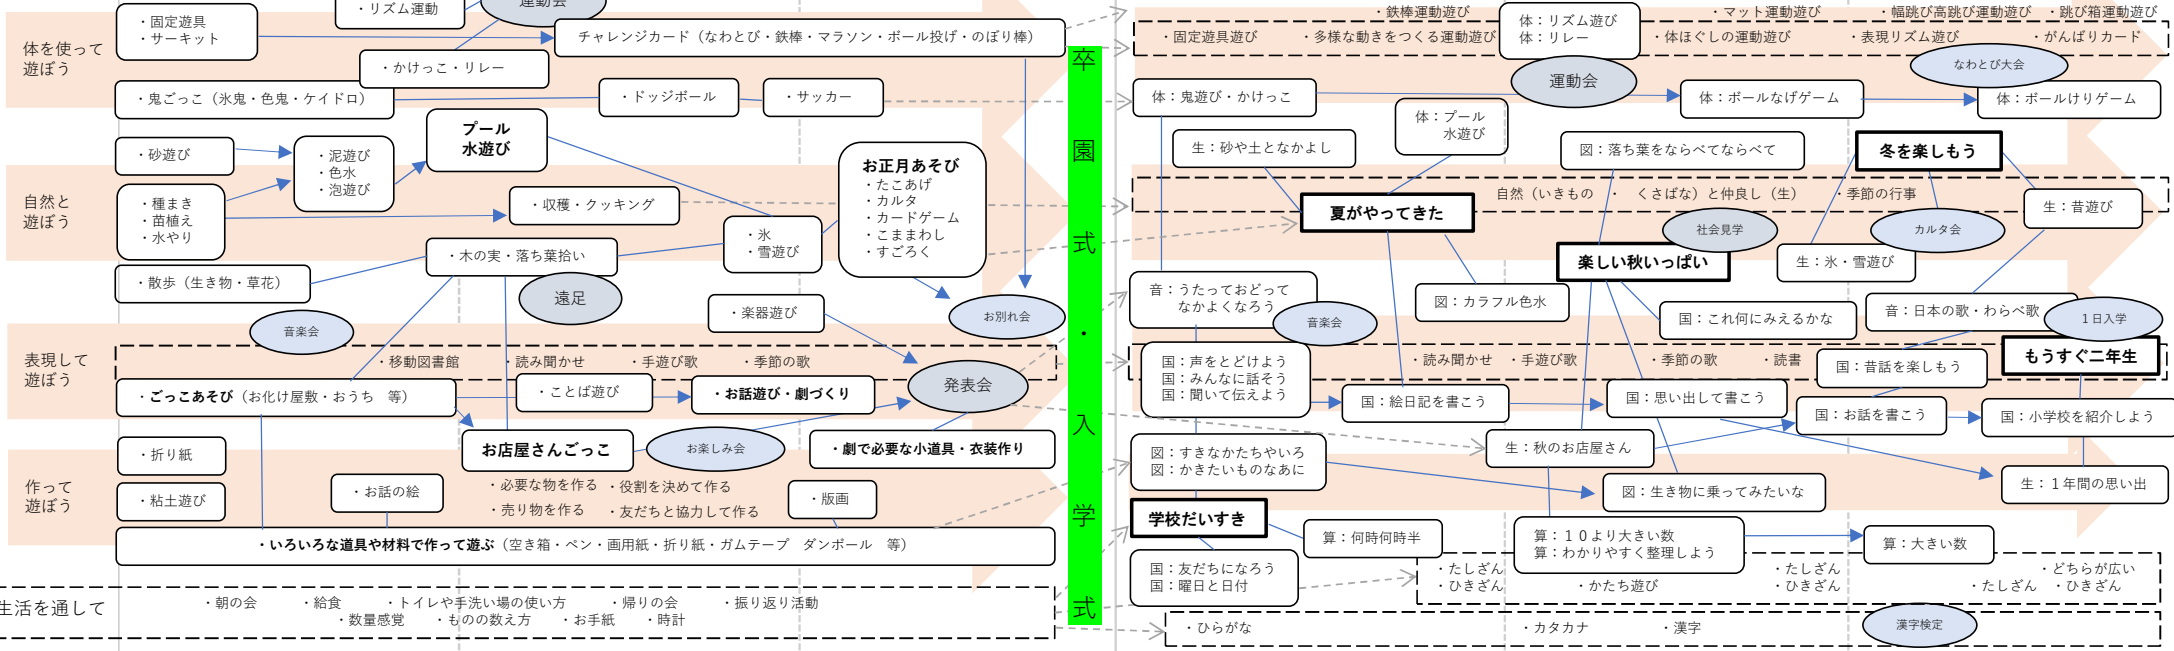 ・リズム運動
運動会
・固定遊具
・サーキット
チャレンジカード（なわとび・鉄棒・マラソン・ボール投げ・のぼり棒）
体を使って
遊ぼう
・かけっこ・リレー
・鬼ごっこ（氷鬼・色鬼・ケイドロ）
・ドッジボール
・サッカー
プール
水遊び
・砂遊び
・泥遊び
・色水
・泡遊び
お正月あそび
・たこあげ
・カルタ
・カードゲーム
・こままわし
・すごろく
自然と
遊ぼう
・種まき
・苗植え
・水やり
・収穫・クッキング
・氷
・雪遊び
・木の実・落ち葉拾い
・散歩（生き物・草花）
遠足
・楽器遊び
お別れ会
音楽会
表現して
遊ぼう
・移動図書館
・読み聞かせ
・手遊び歌
・季節の歌
発表会
・ごっこあそび（お化け屋敷・おうち　等）
・ことば遊び
・お話遊び・劇づくり
お店屋さんごっこ
お楽しみ会
・劇で必要な小道具・衣装作り
・折り紙
作って
遊ぼう
・粘土遊び
・お話の絵
・必要な物を作る
・役割を決めて作る
・売り物を作る
・友だちと協力して作る
・版画
・いろいろな道具や材料で作って遊ぶ（空き箱・ペン・画用紙・折り紙・ガムテープ　ダンボール　等）
生活を通して
・朝の会
・給食
・トイレや手洗い場の使い方
・帰りの会
・振り返り活動
・数量感覚
・ものの数え方
・お手紙
・時計
卒
園
式
・
入
学
式
・鉄棒運動遊び
体：リズム遊び
体：リレー
・マット運動遊び
・幅跳び高跳び運動遊び
・跳び箱運動遊び
・固定遊具遊び
・多様な動きをつくる運動遊び
・体ほぐしの運動遊び
・表現リズム遊び
・がんばりカード
運動会
なわとび大会
体：鬼遊び・かけっこ
体：ボールなげゲーム
体：ボールけりゲーム
体：プール
水遊び
生：砂や土となかよし
図：落ち葉をならべてならべて
冬を楽しもう
夏がやってきた
自然（いきもの　・　くさばな）と仲良し（生）
・季節の行事
生：昔遊び
社会見学
カルタ会
楽しい秋いっぱい
生：氷・雪遊び
音：うたっておどって
なかよくなろう
図：カラフル色水
音楽会
国：これ何にみえるかな
音：日本の歌・わらべ歌
１日入学
国：声をとどけよう
国：みんなに話そう
国：聞いて伝えよう
・読み聞かせ
・手遊び歌
・季節の歌
・読書
国：昔話を楽しもう
もうすぐ二年生
国：絵日記を書こう
国：思い出して書こう
国：お話を書こう
国：小学校を紹介しよう
図：すきなかたちやいろ
図：かきたいものなあに
生：秋のお店屋さん
図：生き物に乗ってみたいな
生：１年間の思い出
学校だいすき
算：何時何時半
算：１０より大きい数
算：わかりやすく整理しよう
算：大きい数
国：友だちになろう
国：曜日と日付
・たしざん
・ひきざん
・かたち遊び
・たしざん
・ひきざん
・どちらが広い
・たしざん
・ひきざん
・ひらがな
・カタカナ
・漢字
漢字検定